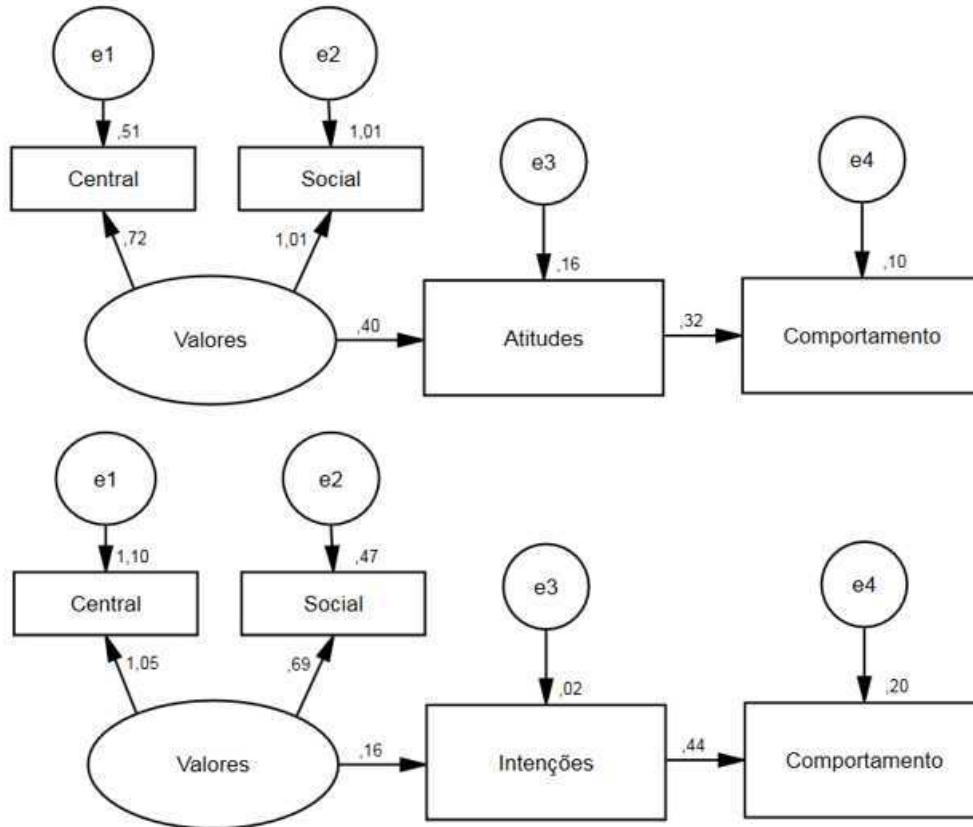 e1
e2
,51
1,01
e3
e4
Central
Social
,72
1,01
,16
,10
Valores
,40
Atitudes
,32
Comportamento
e1
e2
1,10
,47
e3
e4
Central
Social
1,05
,69
,02
,20
Valores
,16
Intenções
,44
Comportamento